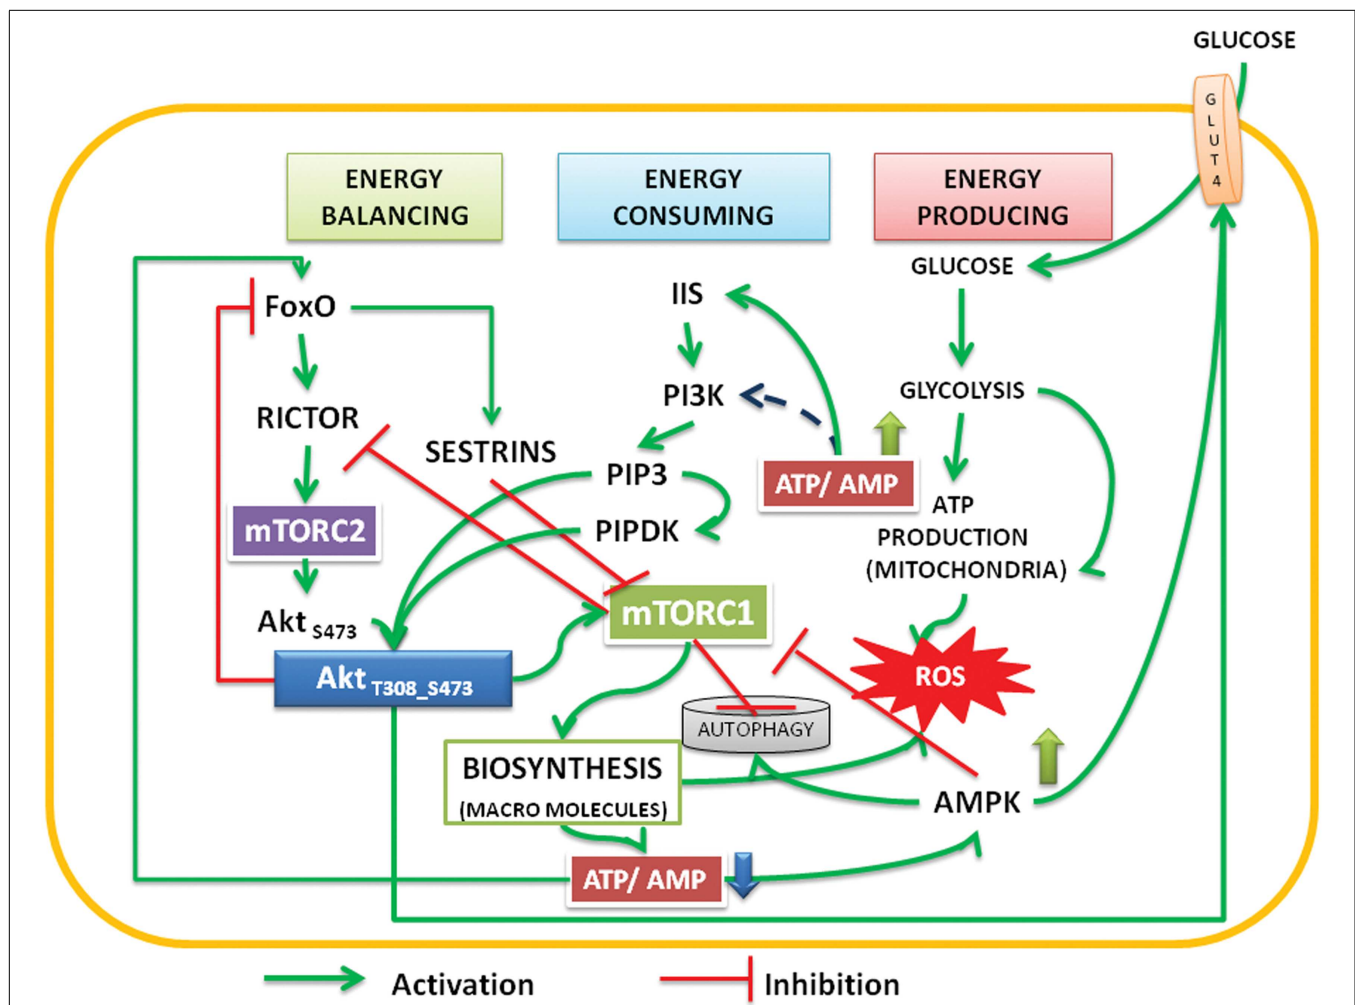 GLUCOSE
G
L
U
T
4
ENERGY
BALANCING
ENERGY
CONSUMING
ENERGY
PRODUCING
GLUCOSE
IIS
FoxO
PI3K
GLYCOLYSIS
RICTOR
SESTRINS
PIP3
ATP/ AMP
ATP
PRODUCTION
(MITOCHONDRIA)
mTORC2
PIPDK
mTORC1
Akt S473
Akt T308_S473
ROS
AUTOPHAGY
BIOSYNTHESIS
(MACRO MOLECULES)
AMPK
ATP/ AMP
Activation
Inhibition